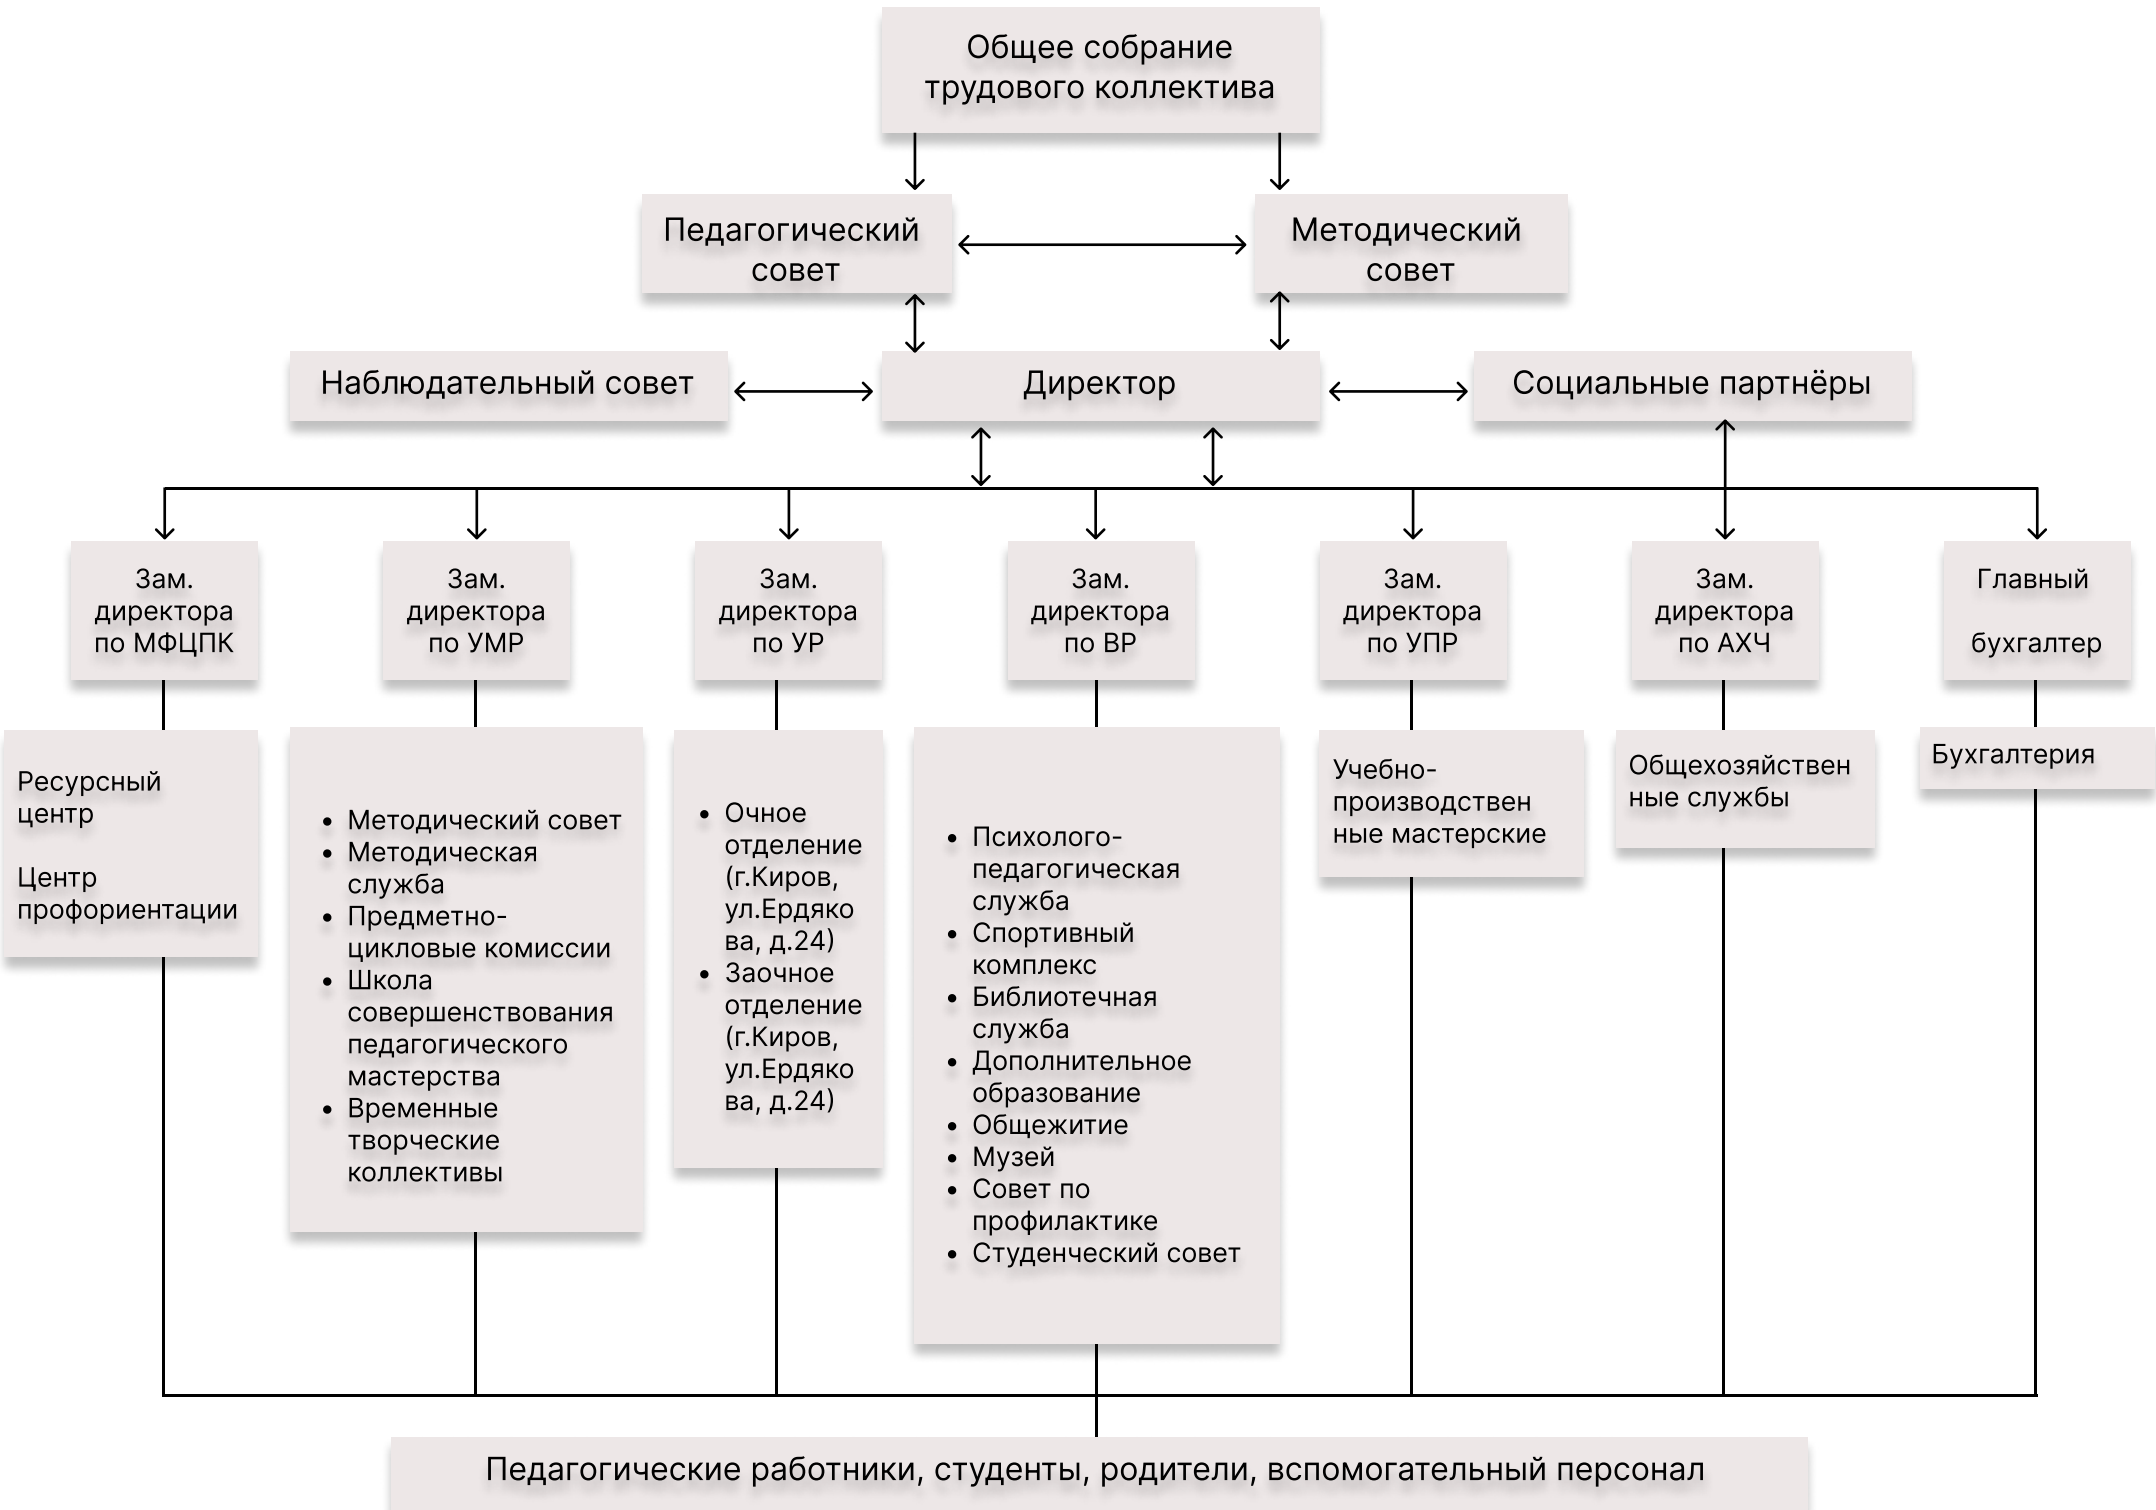 Общее собрание
трудового коллектива
Педагогический
совет
Методический
совет
Наблюдательный совет
Директор
Социальные партнёры
Зам.
директора
по МФЦПК
Зам.
директора
по УМР
Зам.
директора
по УР
Зам.
директора
по ВР
Зам.
директора
по УПР
Зам.
директора
по АХЧ
Главный
бухгалтер
Ресурсный
центр
Центр
профориентации
• Методический совет
• Методическая
служба
• Предметно-
цикловые комиссии
• Школа
совершенствования
педагогического
мастерства
• Временные
творческие
коллективы
• Очное
отделение
(г.Киров,
ул.Ердяко
ва, д.24)
• Заочное
отделение
(г.Киров,
ул.Ердяко
ва, д.24)
• Психолого-
педагогическая
служба
• Спортивный
комплекс
• Библиотечная
служба
• Дополнительное
образование
• Общежитие
• Музей
• Совет по
профилактике
• Студенческий совет
Учебно-
производствен
ные мастерские
Общехозяйствен
ные службы
Бухгалтерия
Педагогические работники, студенты, родители, вспомогательный персонал